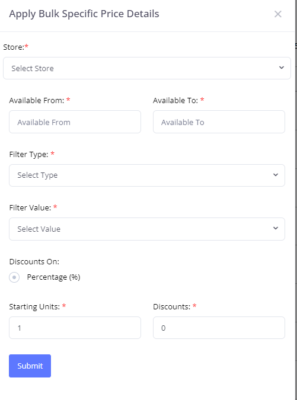 Apply Bulk Specific Price Details
Store:*
Select Store
Available From: * Available To: *
Available From Available To
Filter Type: *
Select Type
Filter Value: *
Select Value
Discounts On:
Percentage (%)
Starting Units: * Discounts: *
1 0
Submit